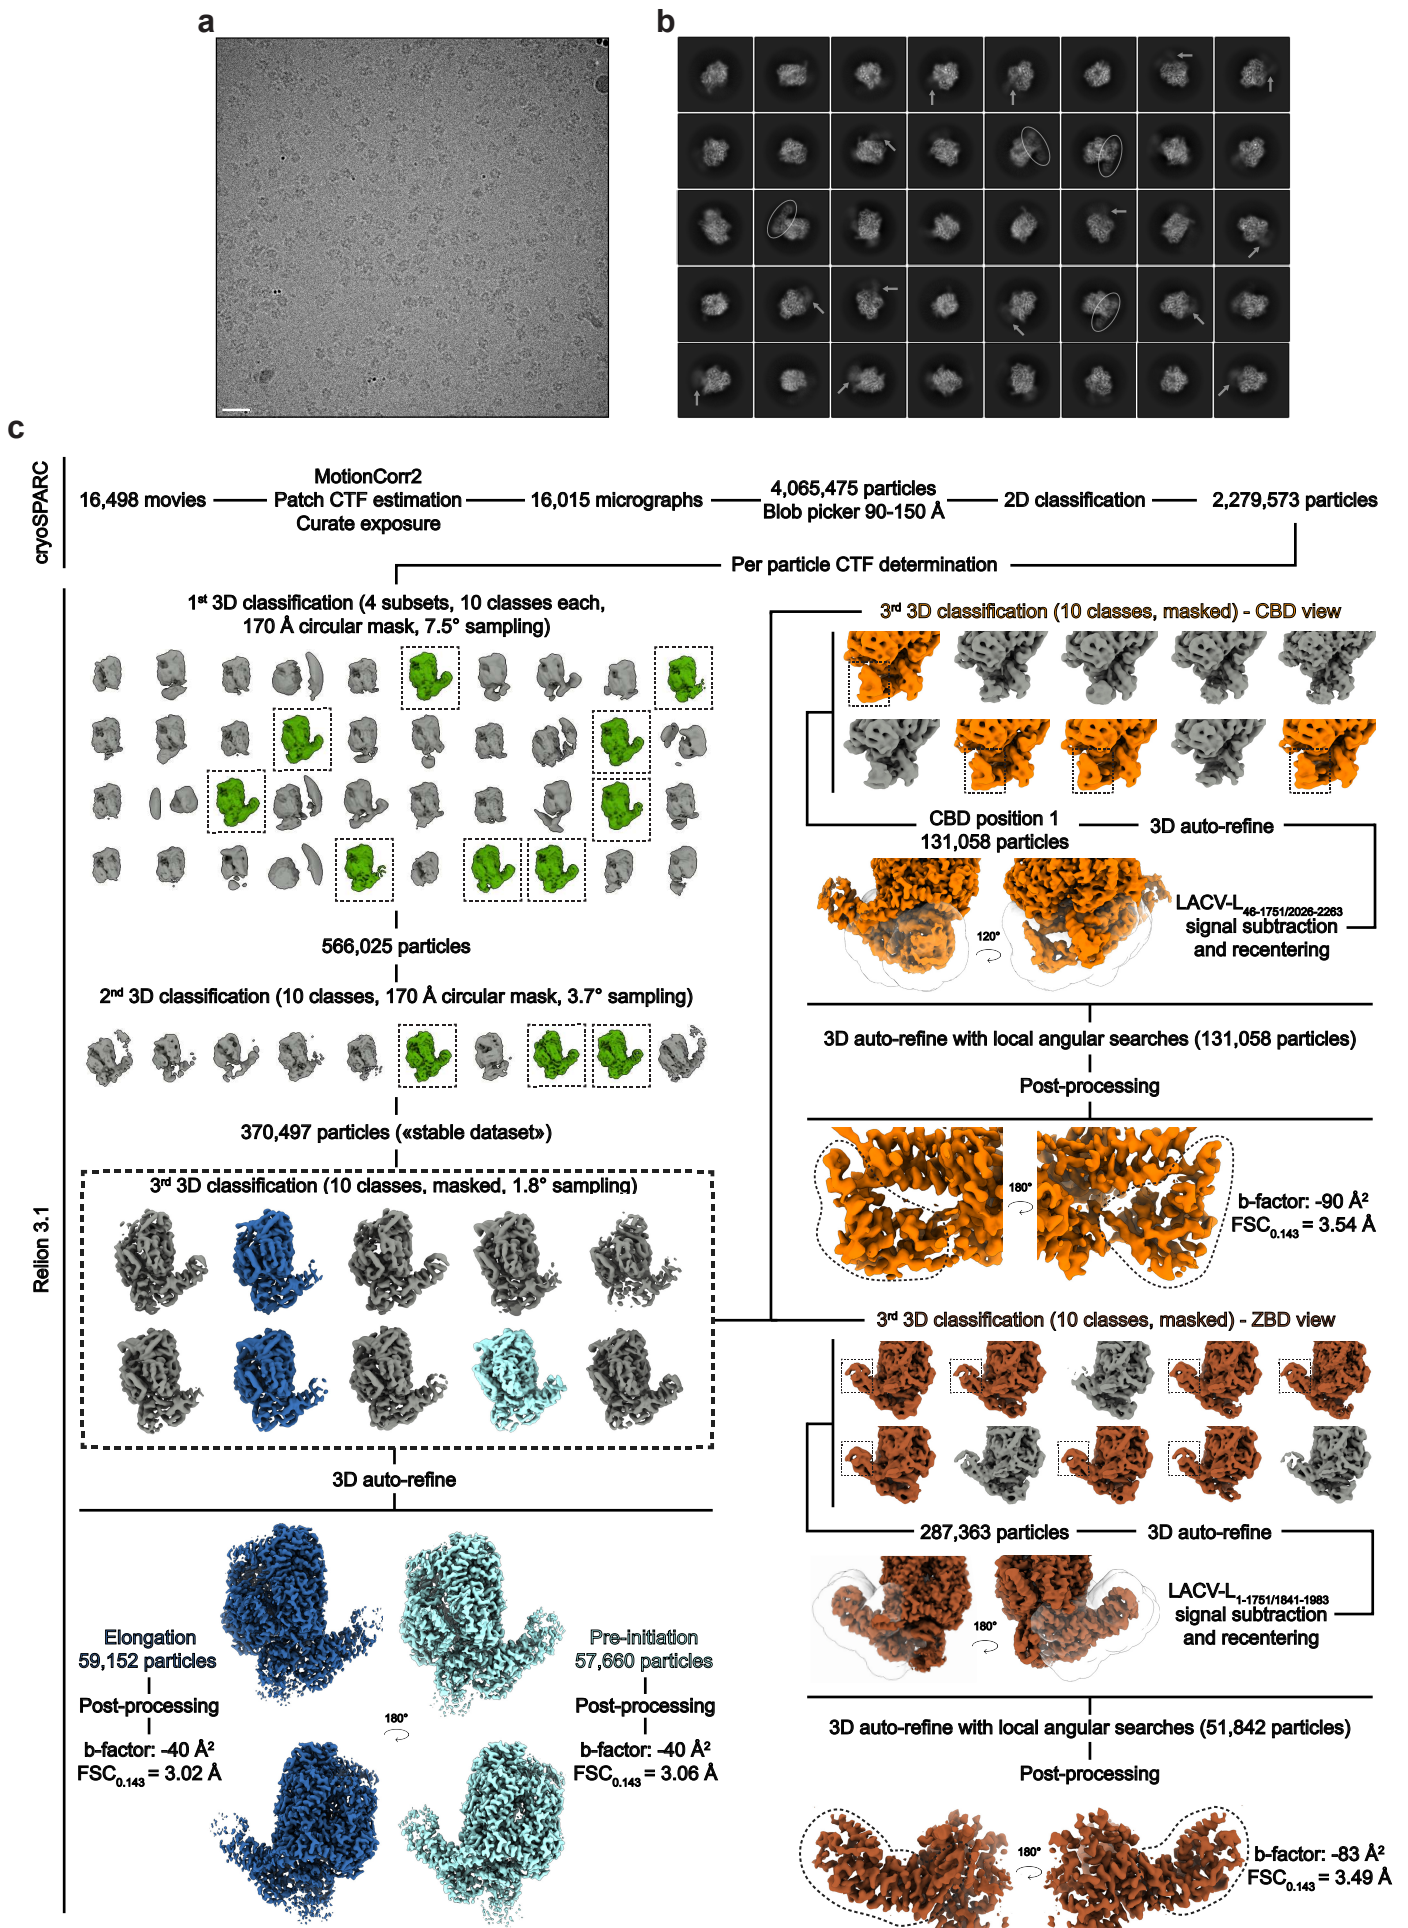 a
b
c
cryoSPARC
16,498 movies
MotionCorr2
Patch CTF estimation
Curate exposure
16,015 micrographs
4,065,475 particles
Blob picker 90-150 Å
2D classification
2,279,573 particles
Per particle CTF determination
Relion 3.1
1st 3D classification (4 subsets, 10 classes each,
170 Å circular mask, 7.5° sampling)
566,025 particles
2nd 3D classification (10 classes, 170 Å circular mask, 3.7° sampling)
370,497 particles («stable dataset»)
3rd 3D classification (10 classes, masked, 1.8° sampling)
3D auto-refine
Elongation
59,152 particles
Post-processing
b-factor: -40 Å²
FSC0.143 = 3.02 Å
180°
Pre-initiation
57,660 particles
Post-processing
b-factor: -40 Å²
FSC0.143 = 3.06 Å
3rd 3D classification (10 classes, masked) - CBD view
CBD position 1
131,058 particles
3D auto-refine
120°
LACV-L46-1751/2026-2263
signal subtraction
and recentering
3D auto-refine with local angular searches (131,058 particles)
Post-processing
180°
b-factor: -90 Å²
FSC0.143 = 3.54 Å
3rd 3D classification (10 classes, masked) - ZBD view
287,363 particles
3D auto-refine
180°
LACV-L1-1751/1841-1983
signal subtraction
and recentering
3D auto-refine with local angular searches (51,842 particles)
Post-processing
180°
b-factor: -83 Å²
FSC0.143 = 3.49 Å